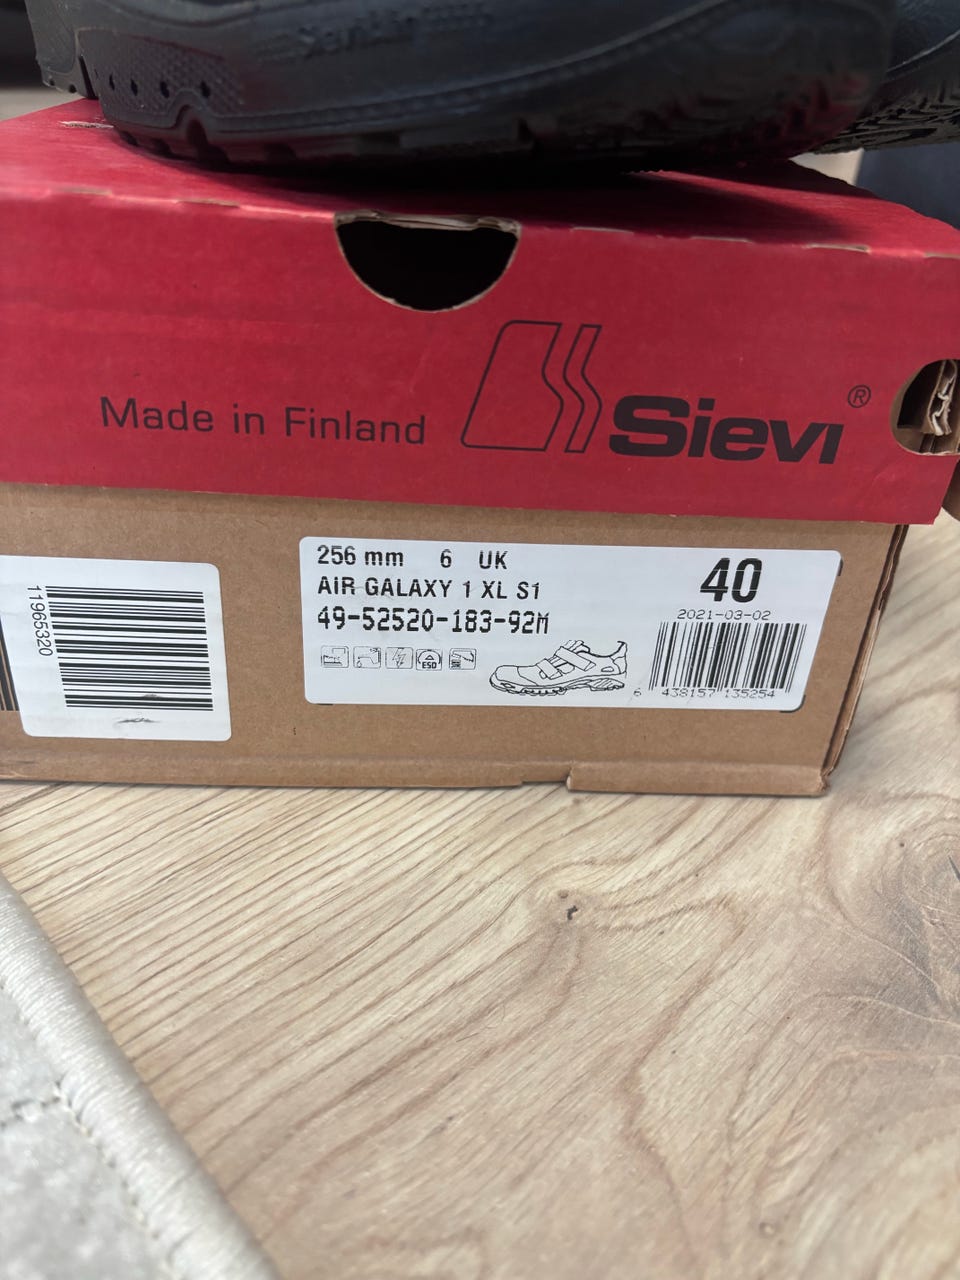 Made in Finland
Sievi®
256 mm 6 UK
AIR GALAXY 1 XL S1
49-52520-183-92M
ESD
40
2021-03-02
6 438157 135254
11965320